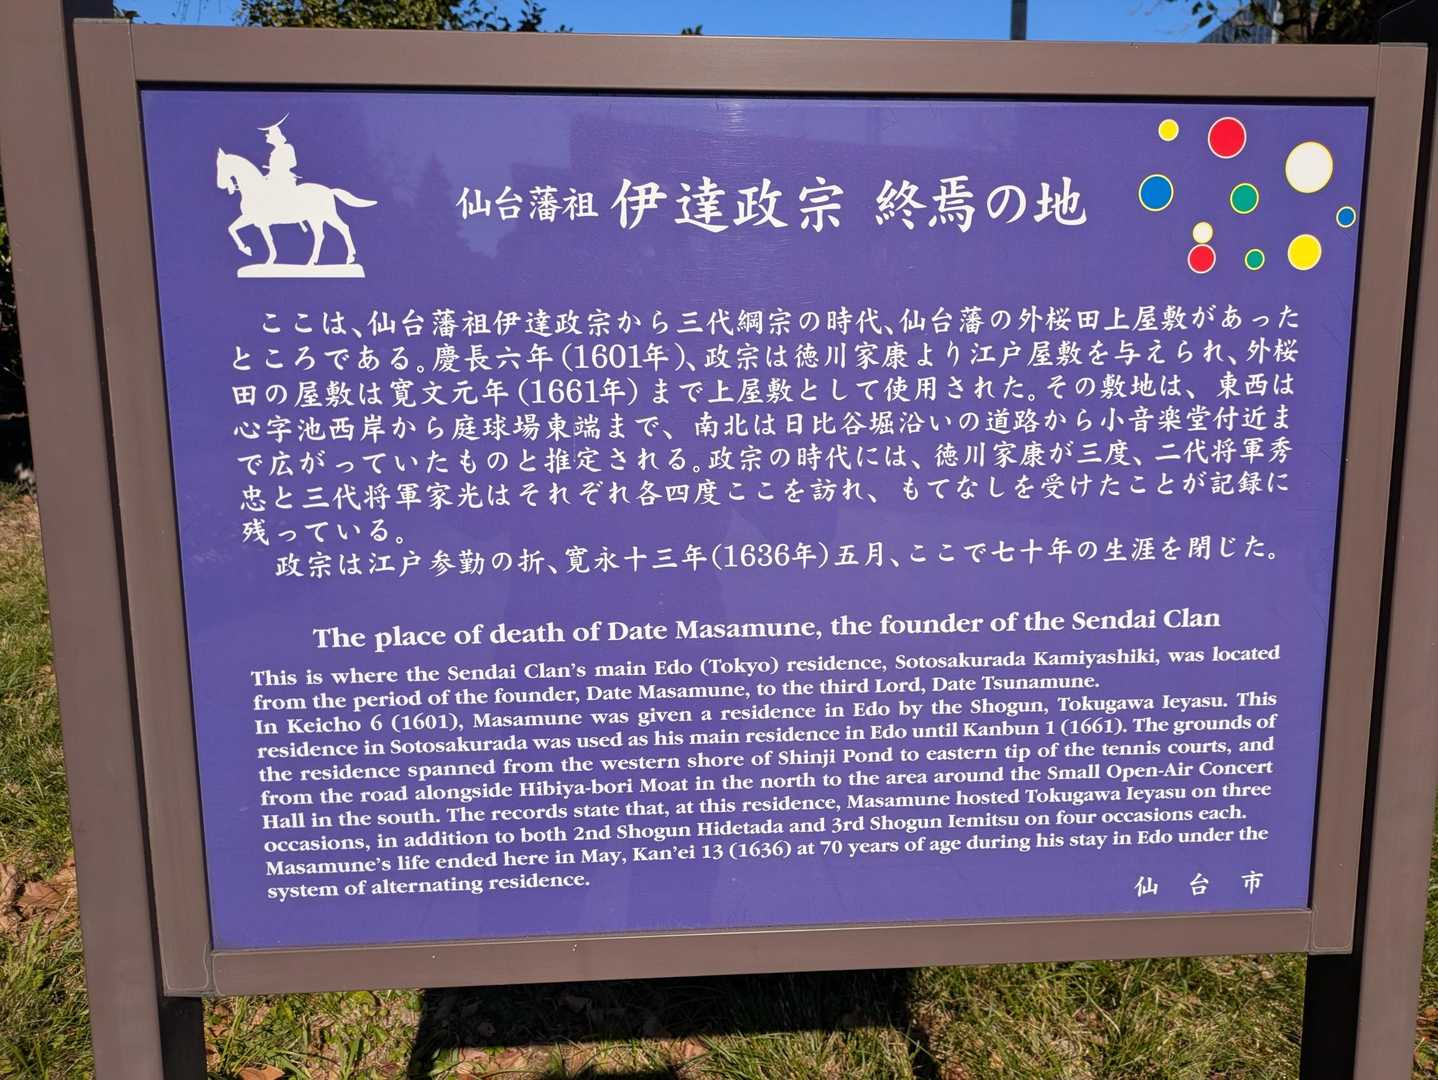 仙台藩祖 伊達政宗 終焉の地
ここは、仙台藩祖伊達政宗から三代綱宗の時代、仙台藩の外桜田上屋敷があった
ところである。慶長六年(1601年)、政宗は徳川家康より江戸屋敷を与えられ、外桜
田の屋敷は寛文元年(1661年)まで上屋敷として使用された。その敷地は、東西は
心字池西岸から庭球場東端まで、南北は日比谷堀沿いの道路から小音楽堂付近ま
で広がっていたものと推定される。政宗の時代には、徳川家康が三度、二代将軍秀
忠と三代将軍家光はそれぞれ各四度ここを訪れ、もてなしを受けたことが記録に
残っている。
政宗は江戸参勤の折、寛永十三年(1636年)五月、ここで七十年の生涯を閉じた。
The place of death of Date Masamune, the founder of the Sendai Clan
This is where the Sendai Clan's main Edo (Tokyo) residence, Sotosakurada Kamiyashiki, was located
from the period of the founder, Date Masamune, to the third Lord, Date Tsunamune.
In Keicho 6 (1601), Masamune was given a residence in Edo by the Shogun, Tokugawa Ieyasu. This
residence in Sotosakurada was used as his main residence in Edo until Kanbun 1 (1661). The grounds of
the residence spanned from the western shore of Shinji Pond to eastern tip of the tennis courts, and
from the road alongside Hibiya-bori Moat in the north to the area around the Small Open-Air Concert
Hall in the south. The records state that, at this residence, Masamune hosted Tokugawa Ieyasu on three
occasions, in addition to both 2nd Shogun Hidetada and 3rd Shogun Iemitsu on four occasions each.
Masamune's life ended here in May, Kan'ei 13 (1636) at 70 years of age during his stay in Edo under the
system of alternating residence.
仙台市